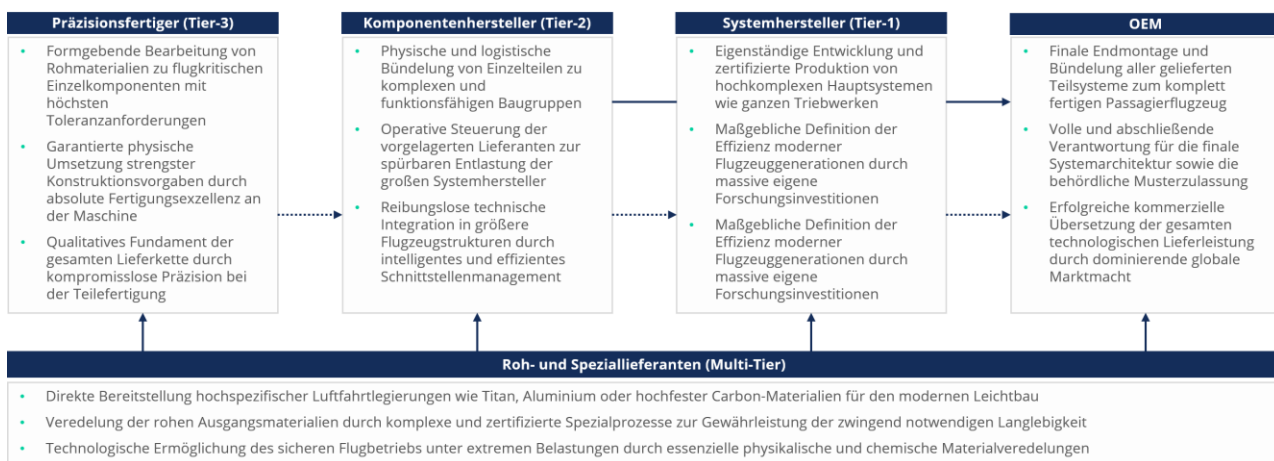 Präzisionsfertiger (Tier-3)
• Formgebende Bearbeitung von
Rohmaterialien zu flugkritischen
Einzelkomponenten mit
höchsten
Toleranzanforderungen
• Garantierte physische
Umsetzung strengster
Konstruktionsvorgaben durch
absolute Fertigungsexzellenz an
der Maschine
• Qualitatives Fundament der
gesamten Lieferkette durch
kompromisslose Präzision bei
der Teilefertigung
Komponentenhersteller (Tier-2)
• Physische und logistische
Bündelung von Einzelteilen zu
komplexen und
funktionsfähigen Baugruppen
• Operative Steuerung der
vorgelagerten Lieferanten zur
spürbaren Entlastung der
großen Systemhersteller
• Reibungslose technische
Integration in größere
Flugzeugstrukturen durch
intelligentes und effizientes
Schnittstellenmanagement
Systemhersteller (Tier-1)
• Eigenständige Entwicklung und
zertifizierte Produktion von
hochkomplexen Hauptsystemen
wie ganzen Triebwerken
• Maßgebliche Definition der
Effizienz moderner
Flugzeuggenerationen durch
massive eigene
Forschungsinvestitionen
• Maßgebliche Definition der
Effizienz moderner
Flugzeuggenerationen durch
massive eigene
Forschungsinvestitionen
OEM
• Finale Endmontage und
Bündelung aller gelieferten
Teilsysteme zum komplett
fertigen Passagierflugzeug
• Volle und abschließende
Verantwortung für die finale
Systemarchitektur sowie die
behördliche Musterzulassung
• Erfolgreiche kommerzielle
Übersetzung der gesamten
technologischen Lieferleistung
durch dominierende globale
Marktmacht
Roh- und Speziallieferanten (Multi-Tier)
• Direkte Bereitstellung hochspezifischer Luftfahrtlegierungen wie Titan, Aluminium oder hochfester Carbon-Materialien für den modernen Leichtbau
• Veredelung der rohen Ausgangsmaterialien durch komplexe und zertifizierte Spezialprozesse zur Gewährleistung der zwingend notwendigen Langlebigkeit
• Technologische Ermöglichung des sicheren Flugbetriebs unter extremen Belastungen durch essenzielle physikalische und chemische Materialveredelungen